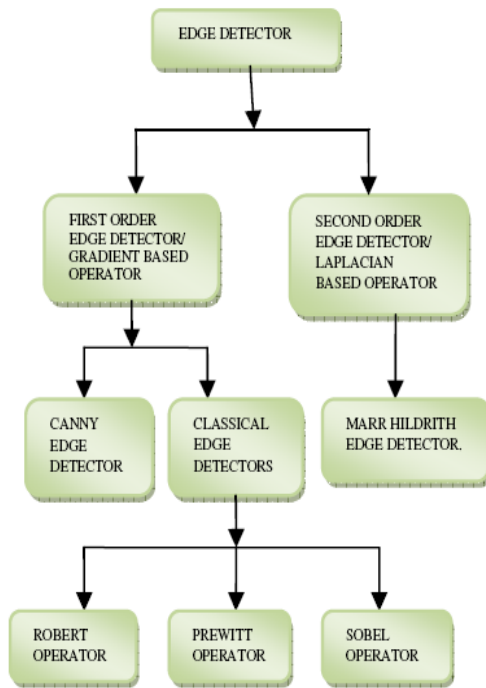 EDGE DETECTOR
FIRST ORDER
EDGE DETECTOR/
GRADIENT BASED
OPERATOR
SECOND ORDER
EDGE DETECTOR/
LAPLACIAN
BASED OPERATOR
CANNY
EDGE
DETECTOR
CLASSICAL
EDGE
DETECTORS
MARR HILDRITH
EDGE DETECTOR.
ROBERT
OPERATOR
PREWITT
OPERATOR
SOBEL
OPERATOR